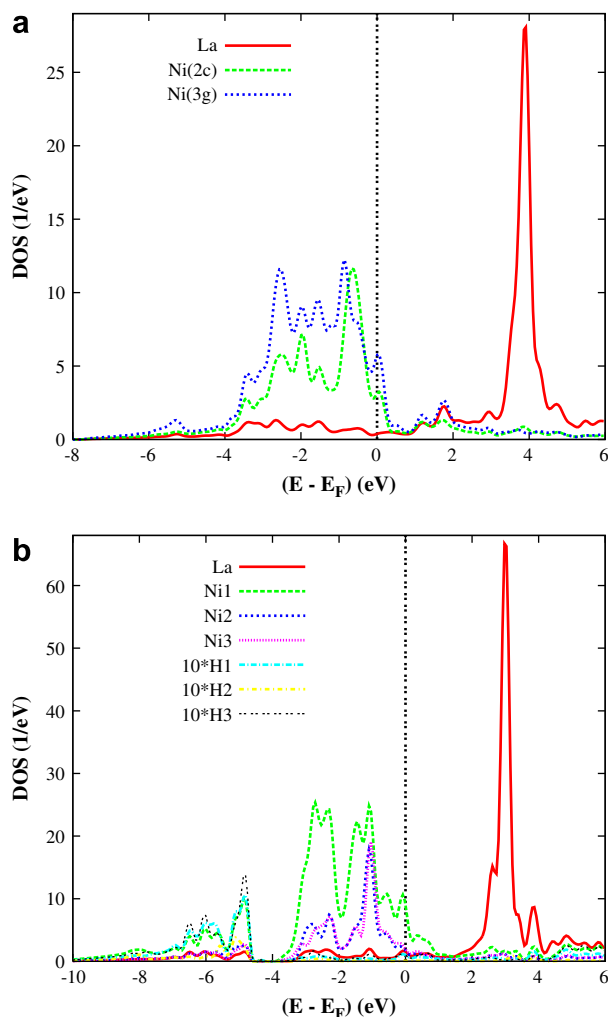 a
La
Ni(2c)
Ni(3g)
DOS (1/eV)
25
20
15
10
5
0
-8 -6 -4 -2 0 2 4 6
(E - E_F) (eV)
b
La
Ni1
Ni2
Ni3
10*H1
10*H2
10*H3
DOS (1/eV)
60
50
40
30
20
10
0
-10 -8 -6 -4 -2 0 2 4 6
(E - E_F) (eV)